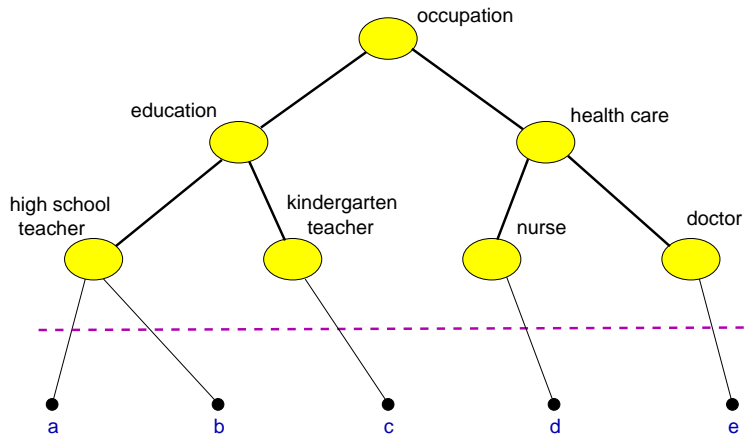 occupation
education
health care
high school
teacher
kindergarten
teacher
nurse
doctor
a
b
c
d
e